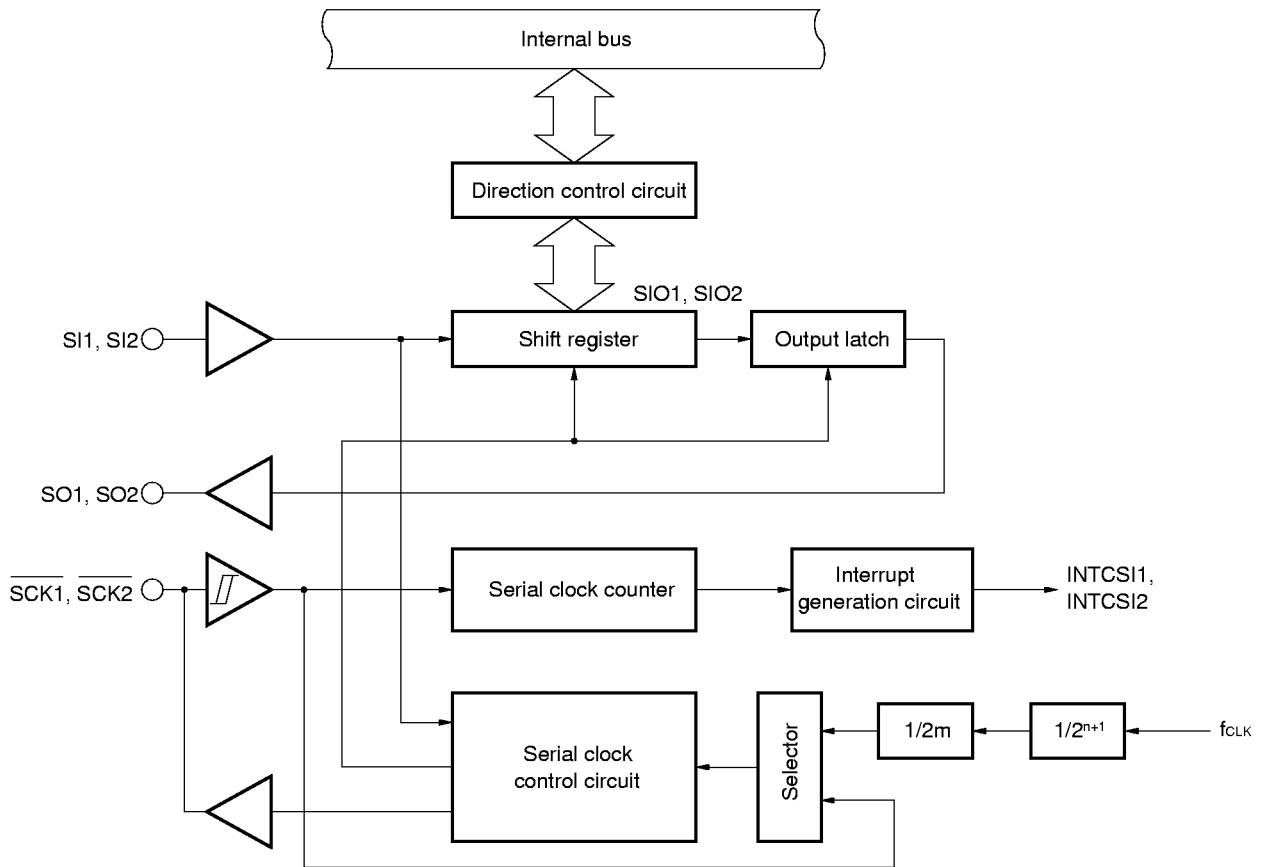 Internal bus
Direction control circuit
SIO1, SIO2
SI1, SI2
Shift register
Output latch
SO1, SO2
SCK1, SCK2
Serial clock counter
Interrupt
generation circuit
INTCSI1,
INTCSI2
Serial clock
control circuit
Selector
1/2m
1/2ⁿ⁺¹
fCLK